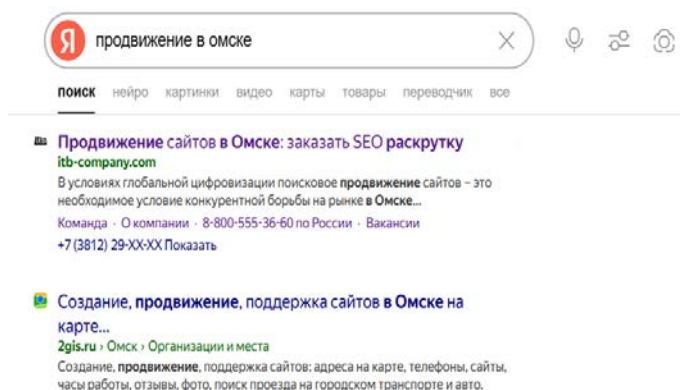 Я продвижение в омске
поиск нейро картинки видео карты товары переводчик все
Продвижение сайтов в Омске: заказать SEO раскрутку
itb-company.com
В условиях глобальной цифровизации поисковое продвижение сайтов – это
необходимое условие конкурентной борьбы на рынке в Омске...
Команда · О компании · 8-800-555-36-60 по России · Вакансии
+7 (3812) 29-XX-XX Показать
Создание, продвижение, поддержка сайтов в Омске на
карте...
2gis.ru › Омск › Организации и места
Создание, продвижение, поддержка сайтов: адреса на карте, телефоны, сайты,
часы работы, отзывы, фото, поиск проезда на городском транспорте и авто.